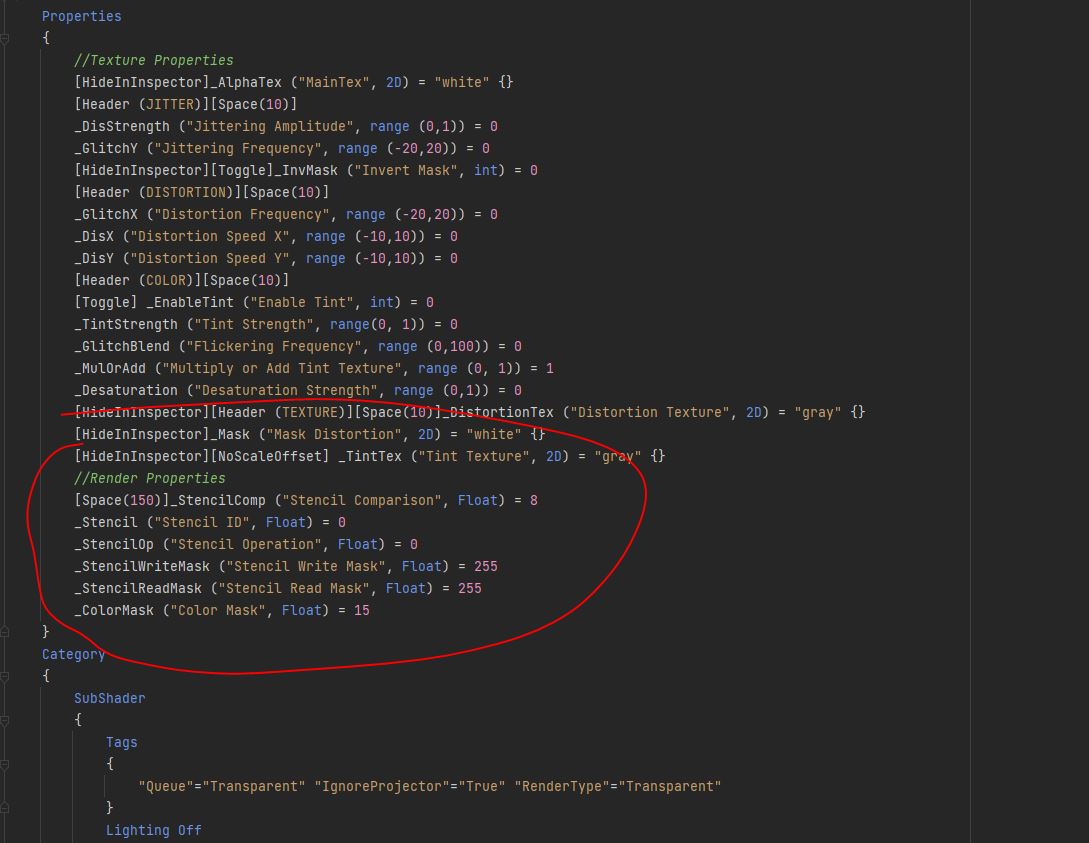 Properties
{
//Texture Properties
[HideInInspector]_AlphaTex ("MainTex", 2D) = "white" {}
[Header (JITTER)][Space(10)]
_DisStrength ("Jittering Amplitude", range (0,1)) = 0
_GlitchY ("Jittering Frequency", range (-20,20)) = 0
[HideInInspector][Toggle]_InvMask ("Invert Mask", int) = 0
[Header (DISTORTION)][Space(10)]
_GlitchX ("Distortion Frequency", range (-20,20)) = 0
_DisX ("Distortion Speed X", range (-10,10)) = 0
_DisY ("Distortion Speed Y", range (-10,10)) = 0
[Header (COLOR)][Space(10)]
[Toggle] _EnableTint ("Enable Tint", int) = 0
_TintStrength ("Tint Strength", range(0, 1)) = 0
_GlitchBlend ("Flickering Frequency", range (0,100)) = 0
_MulOrAdd ("Multiply or Add Tint Texture", range (0, 1)) = 1
_Desaturation ("Desaturation Strength", range (0,1)) = 0
[HideInInspector][Header (TEXTURE)][Space(10)]_DistortionTex ("Distortion Texture", 2D) = "gray" {}
[HideInInspector]_Mask ("Mask Distortion", 2D) = "white" {}
[HideInInspector][NoScaleOffset] _TintTex ("Tint Texture", 2D) = "gray" {}
//Render Properties
[Space(150)]_StencilComp ("Stencil Comparison", Float) = 8
_Stencil ("Stencil ID", Float) = 0
_StencilOp ("Stencil Operation", Float) = 0
_StencilWriteMask ("Stencil Write Mask", Float) = 255
_StencilReadMask ("Stencil Read Mask", Float) = 255
_ColorMask ("Color Mask", Float) = 15
}
Category
{
SubShader
{
Tags
{
"Queue"="Transparent" "IgnoreProjector"="True" "RenderType"="Transparent"
}
Lighting Off